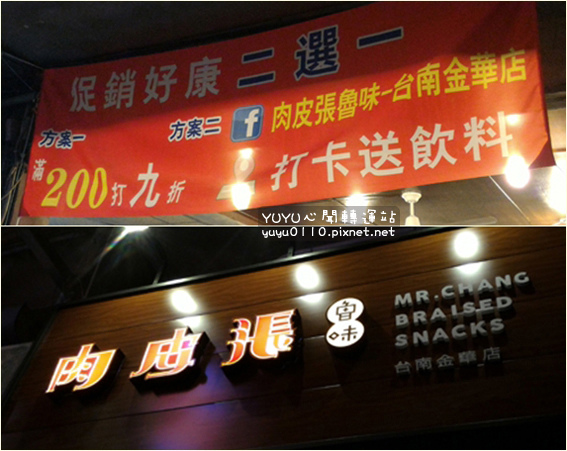 促銷好康二選一
方案一
滿200打九折
方案二
f 肉皮張魯味-台南金華店
打卡送飲料
YUYU心閒轉運站
yuyu0110.pixnet.net
肉皮張
魯味
MR.CHANG
BRAISED
SNACKS
台南金華店